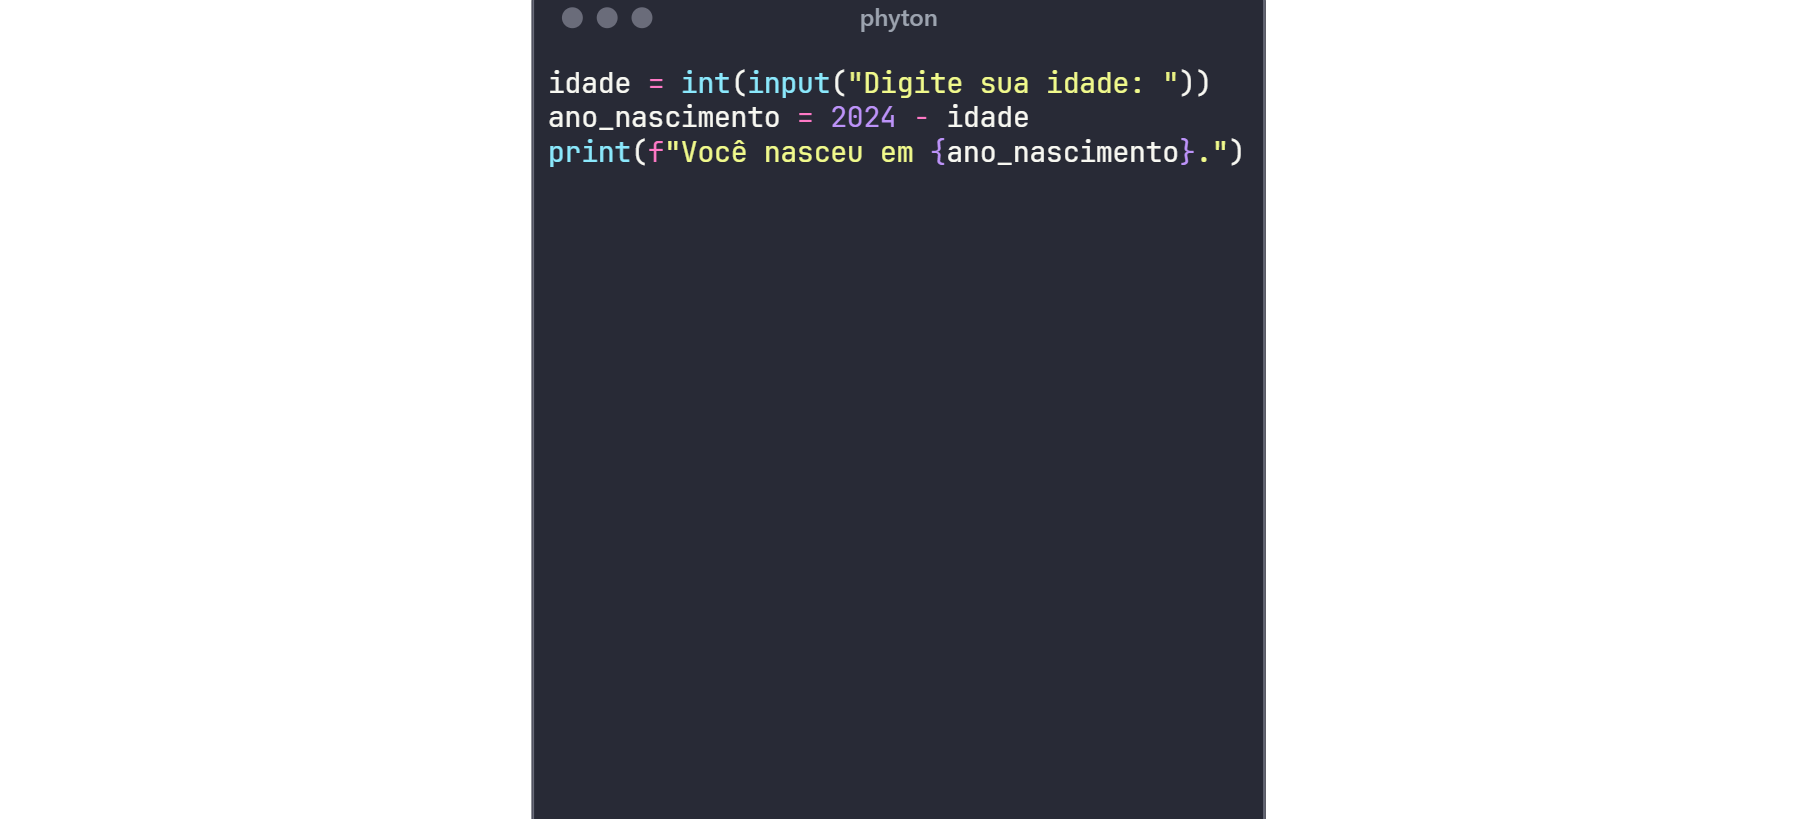 phyton
idade = int(input("Digite sua idade: "))
ano_nascimento = 2024 - idade
print(f"Você nasceu em {ano_nascimento}.")